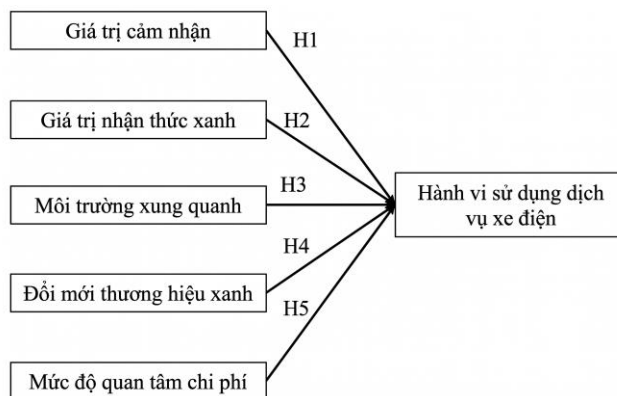 Giá trị cảm nhận
H1
Giá trị nhận thức xanh
H2
Môi trường xung quanh
H3
Hành vi sử dụng dịch
vụ xe điện
H4
Đổi mới thương hiệu xanh
H5
Mức độ quan tâm chi phí